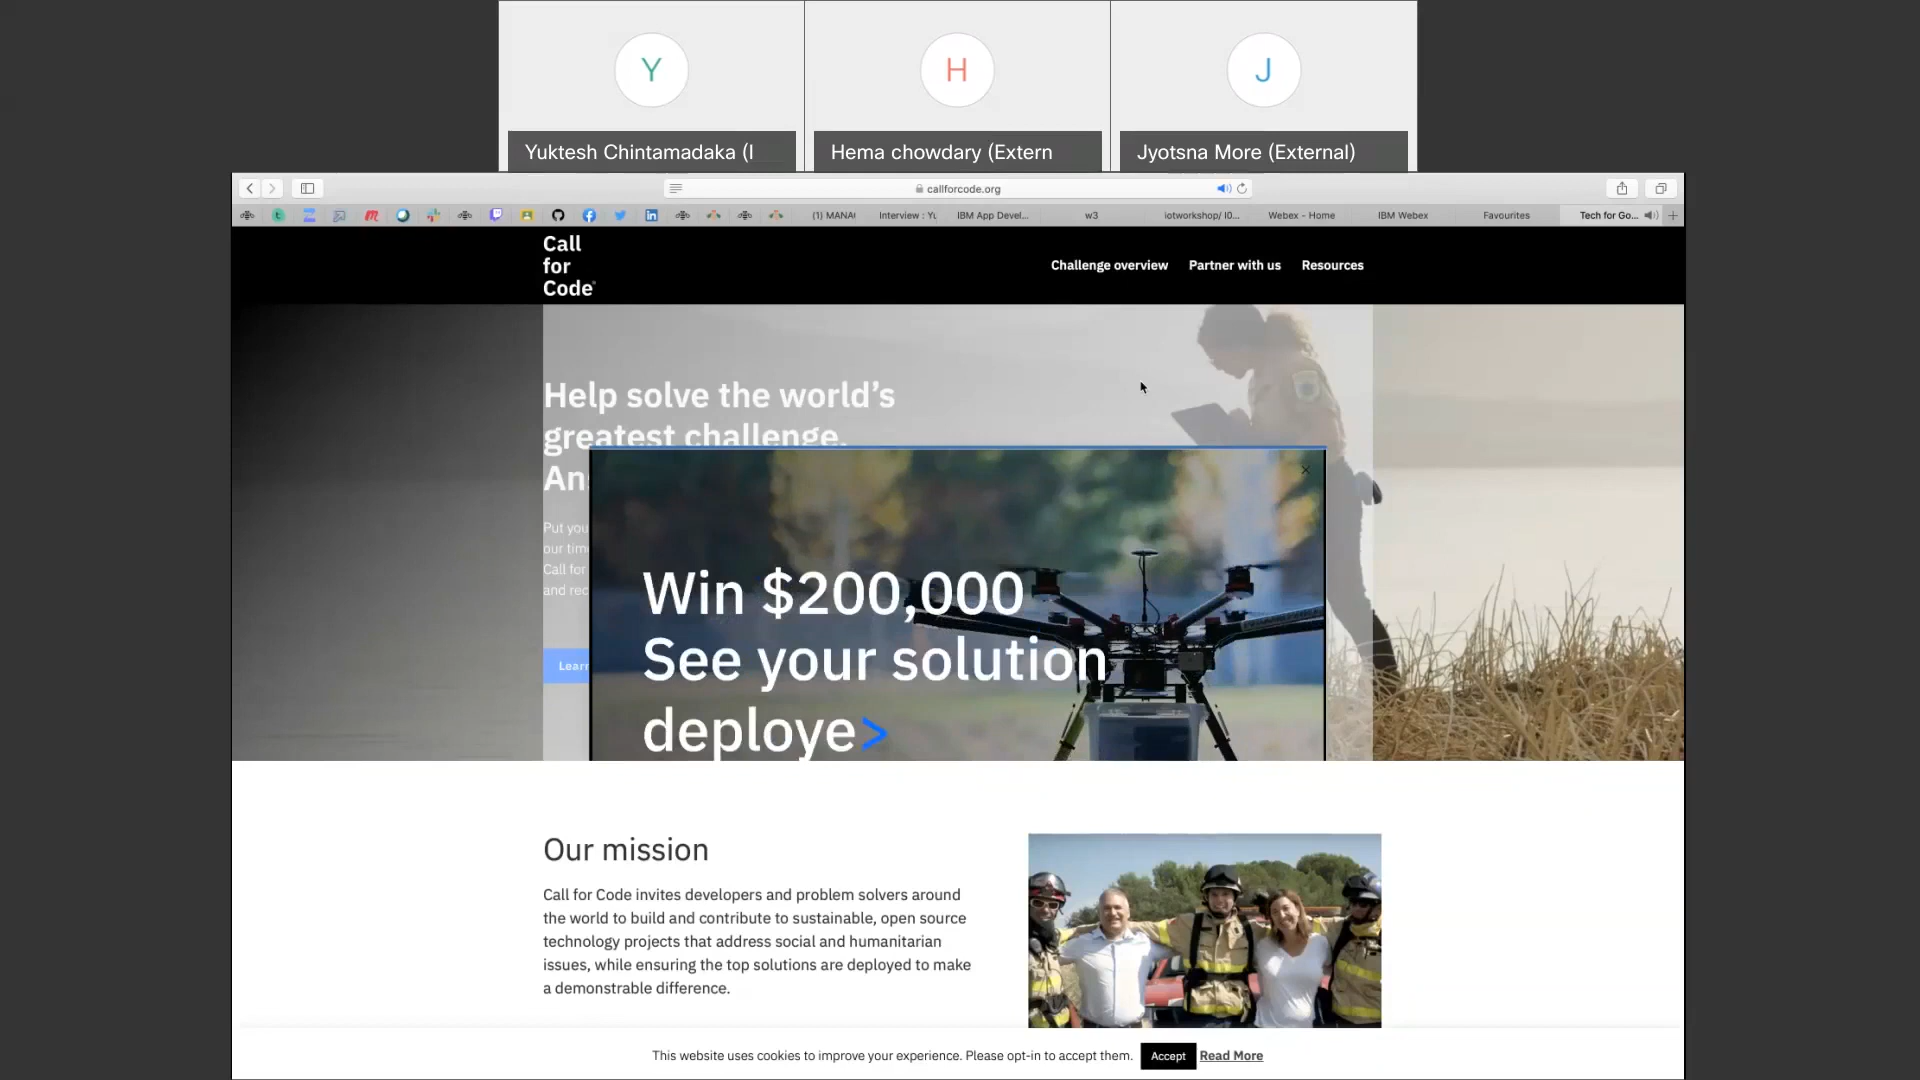 Y
H
J
Yuktesh Chintamadaka (I
Hema chowdary (Extern
Jyotsna More (External)
callforcode.org
(1) MANA
Interview : Yu
IBM App Devel...
w3
iotworkshop/ I0...
Webex - Home
IBM Webex
Favourites
Tech for Go...
Call
for
Code
Challenge overview
Partner with us
Resources
Help solve the world's
greatest challenge.
An
Put you
our tim
Call for
and rec
Lear
Win $200,000
See your solution
deploye>
Our mission
Call for Code invites developers and problem solvers around
the world to build and contribute to sustainable, open source
technology projects that address social and humanitarian
issues, while ensuring the top solutions are deployed to make
a demonstrable difference.
This website uses cookies to improve your experience. Please opt-in to accept them.
Accept
Read More